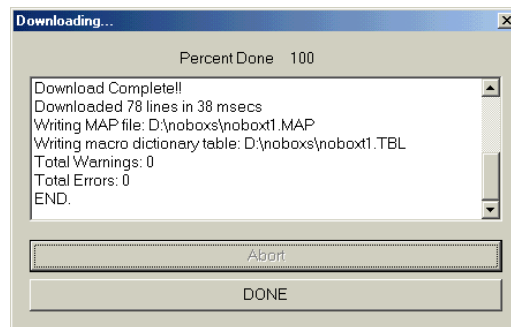 Downloading...
Percent Done 100
Download Complete!!
Downloaded 78 lines in 38 msecs
Writing MAP file: D:\noboxs\noboxt1.MAP
Writing macro dictionary table: D:\noboxs\noboxt1.TBL
Total Warnings: 0
Total Errors: 0
END.
Abort
DONE